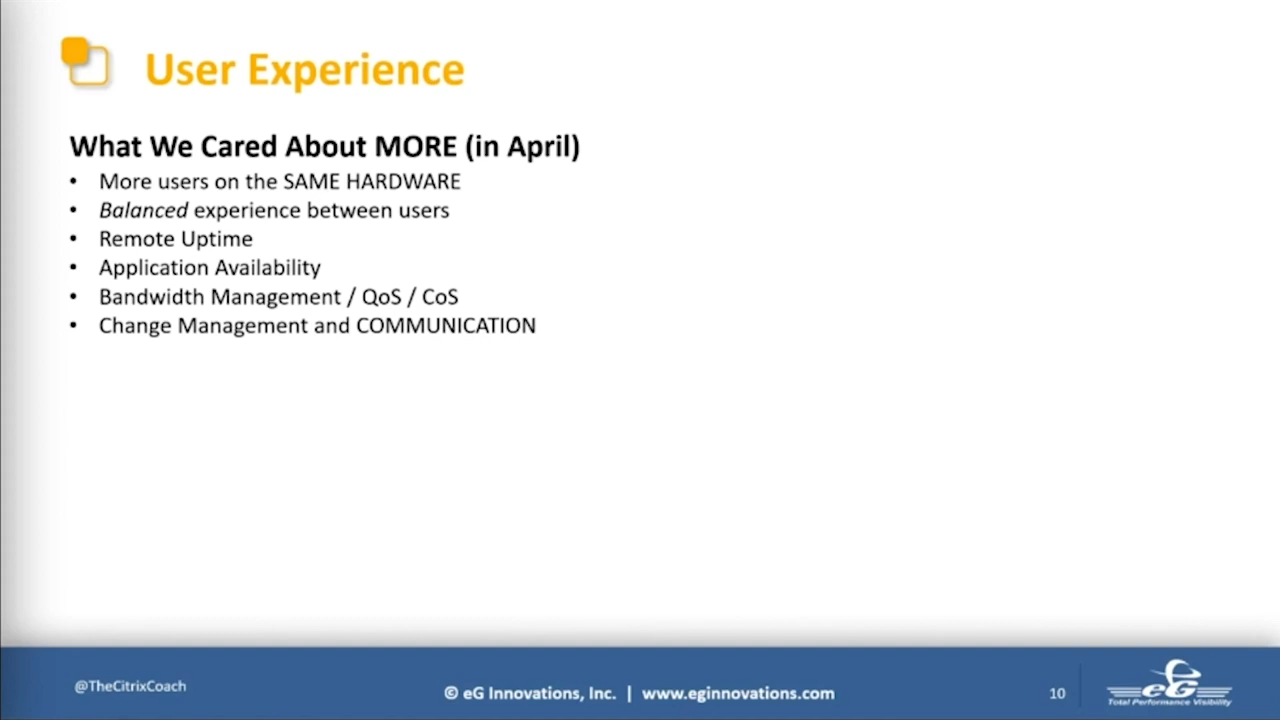 User Experience
What We Cared About MORE (in April)
• More users on the SAME HARDWARE
• Balanced experience between users
• Remote Uptime
• Application Availability
• Bandwidth Management / QoS / CoS
• Change Management and COMMUNICATION
@TheCitrixCoach
© eG Innovations, Inc. | www.eginnovations.com
10
eG
Total Performance Visibility